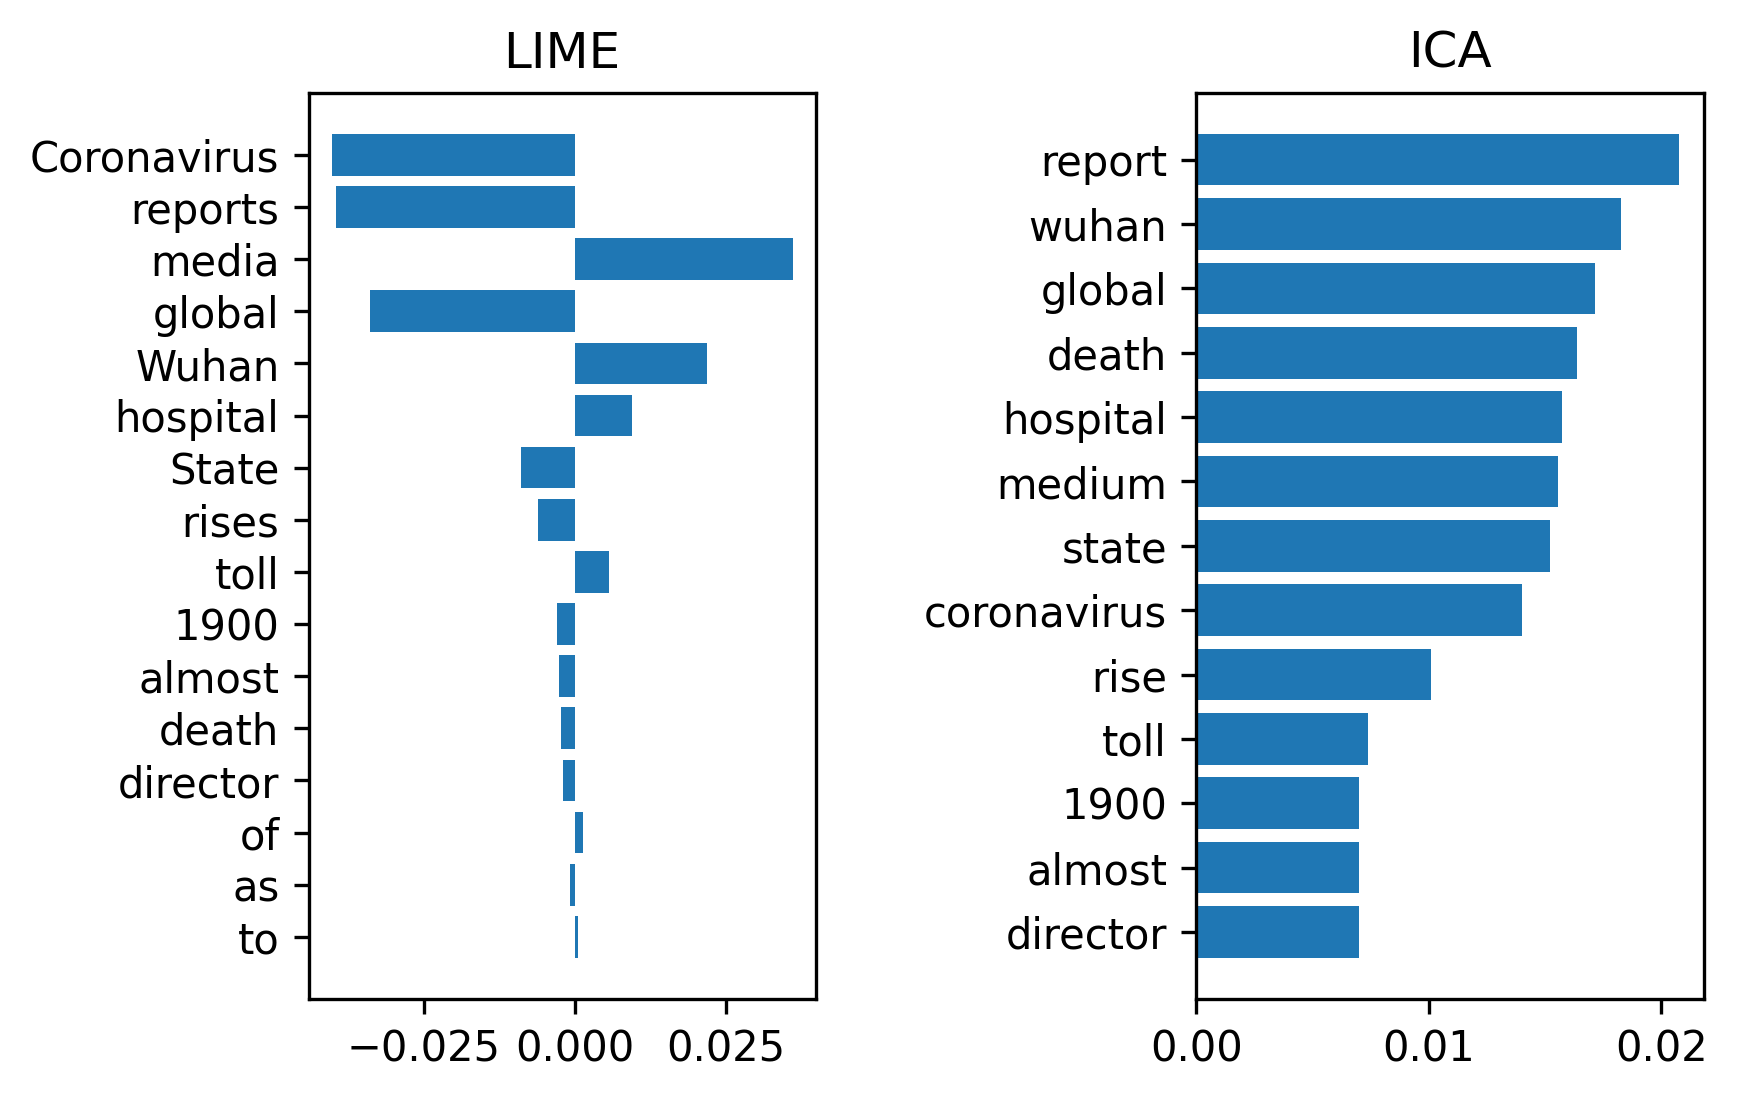 LIME
Coronavirus
reports
media
global
Wuhan
hospital
State
rises
toll
1900
almost
death
director
of
as
to
−0.025 0.000 0.025
ICA
report
wuhan
global
death
hospital
medium
state
coronavirus
rise
toll
1900
almost
director
0.00 0.01 0.02